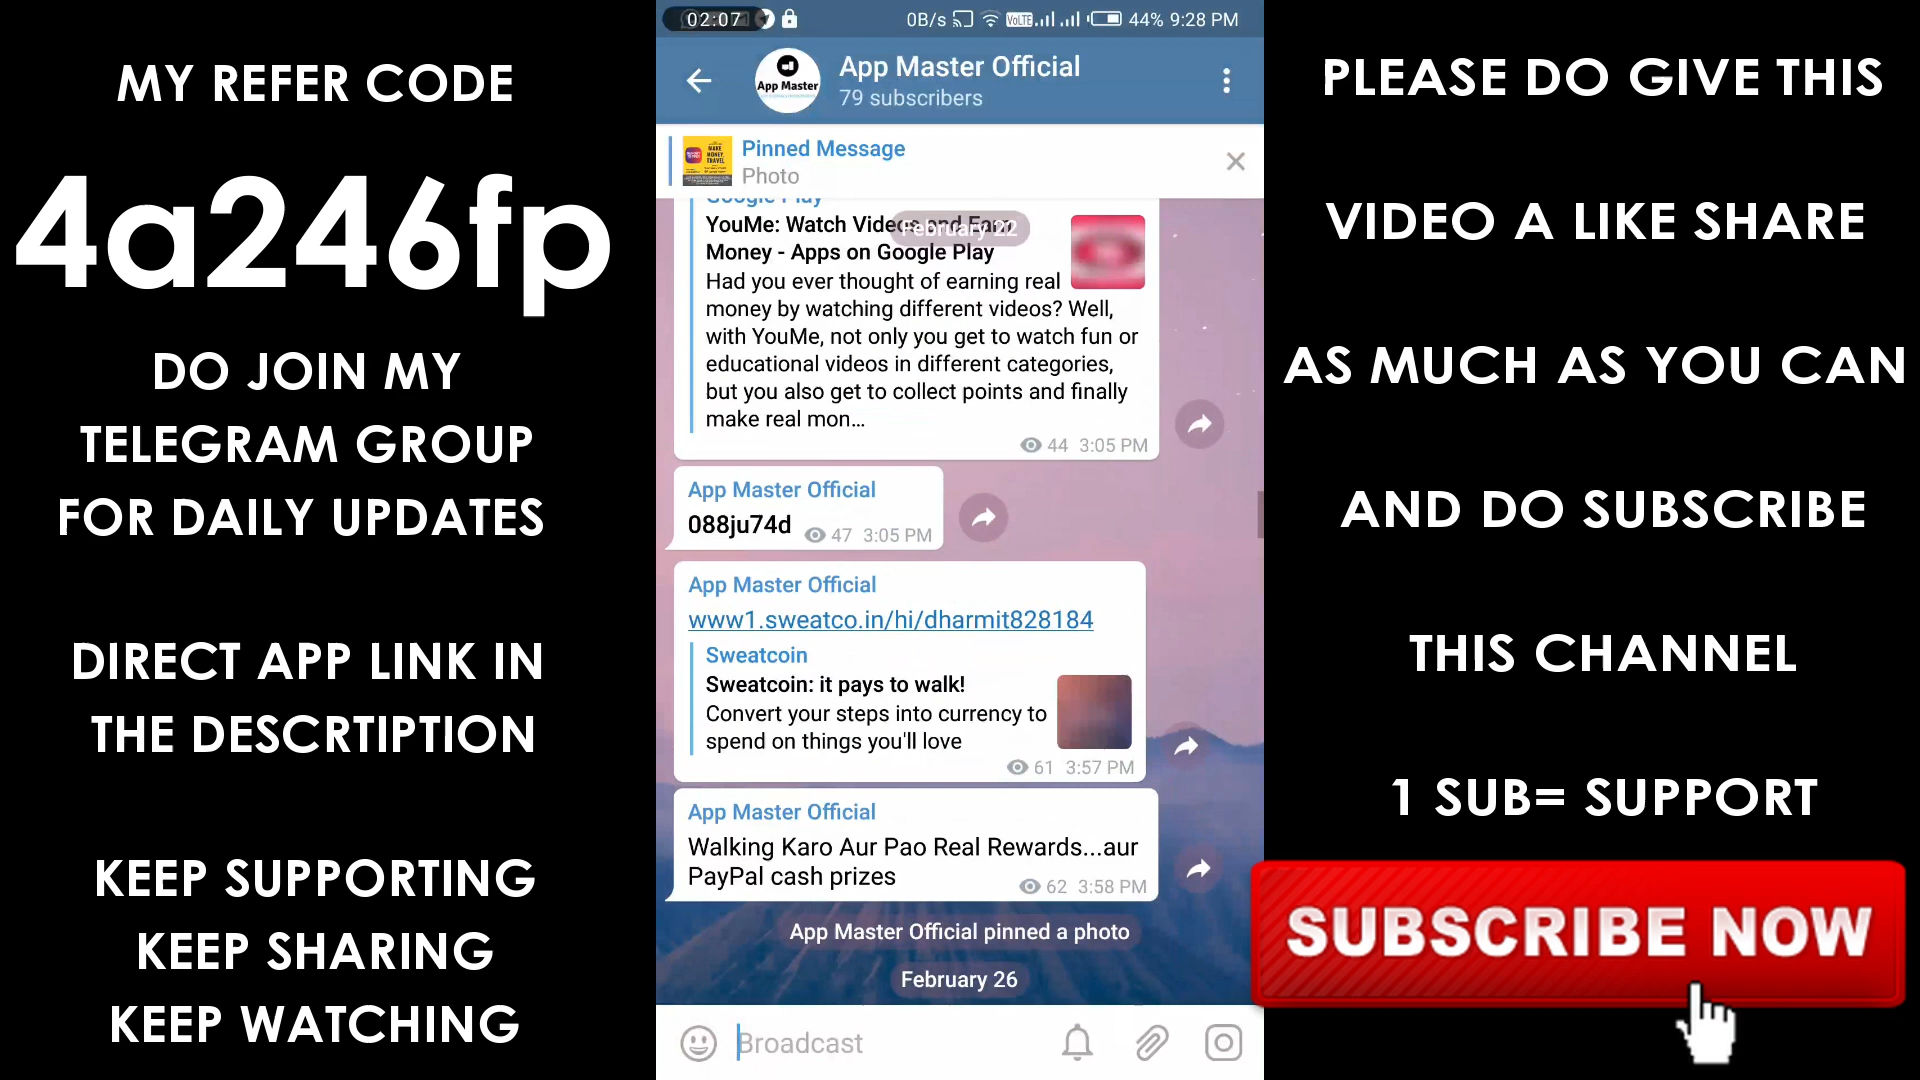 MY REFER CODE
4a246fp
DO JOIN MY
TELEGRAM GROUP
FOR DAILY UPDATES
DIRECT APP LINK IN
THE DESCRTIPTION
KEEP SUPPORTING
KEEP SHARING
KEEP WATCHING
02:07
0B/s VoLTE 44% 9:28 PM
App Master
App Master Official
79 subscribers
Pinned Message
Photo
MAKE MONEY, TRAVEL
Google Play
February 22
YouMe: Watch Videos and Earn
Money - Apps on Google Play
Had you ever thought of earning real
money by watching different videos? Well,
with YouMe, not only you get to watch fun or
educational videos in different categories,
but you also get to collect points and finally
make real mon...
44 3:05 PM
App Master Official
088ju74d 47 3:05 PM
App Master Official
www1.sweatco.in/hi/dharmit828184
Sweatcoin
Sweatcoin: it pays to walk!
Convert your steps into currency to
spend on things you'll love
61 3:57 PM
App Master Official
Walking Karo Aur Pao Real Rewards...aur
PayPal cash prizes
62 3:58 PM
App Master Official pinned a photo
February 26
Broadcast
PLEASE DO GIVE THIS
VIDEO A LIKE SHARE
AS MUCH AS YOU CAN
AND DO SUBSCRIBE
THIS CHANNEL
1 SUB= SUPPORT
SUBSCRIBE NOW